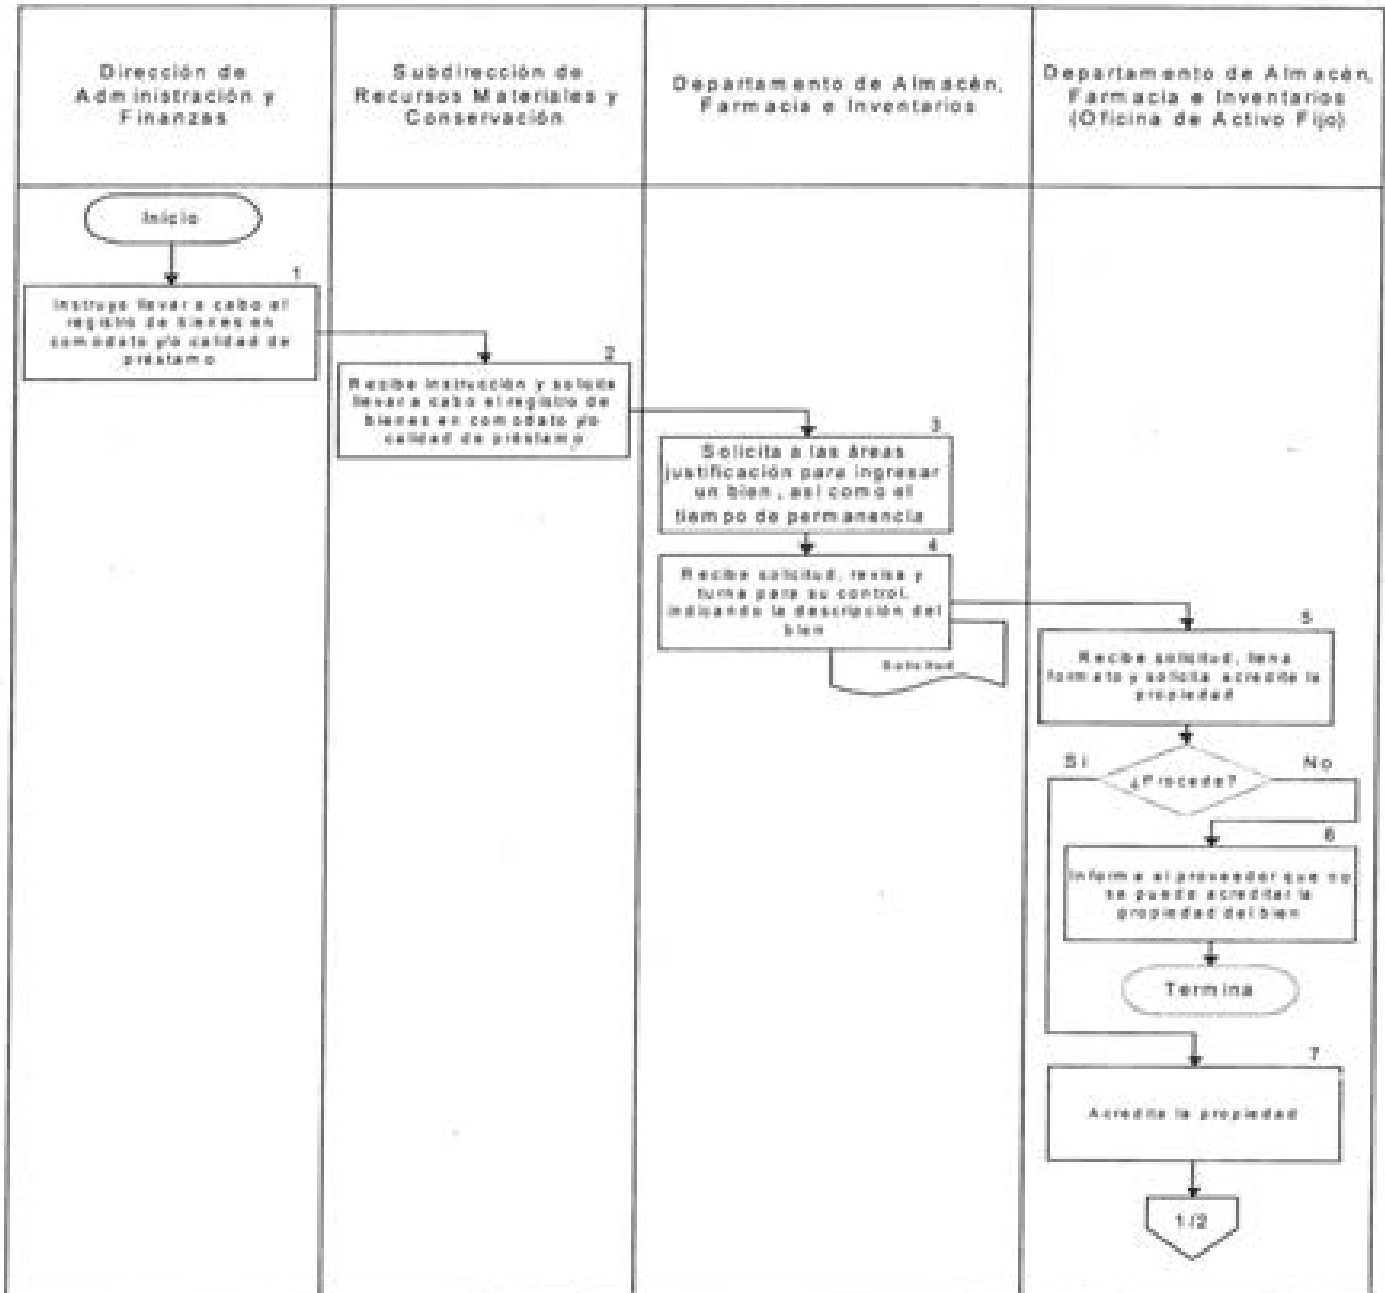 Dirección de
Administración y
Finanzas
Subdirección de
Recursos Materiales y
Conservación
Departamento de Almacén,
Farmacia e Inventarios
Departamento de Almacén,
Farmacia e Inventarios
(Oficina de Activo Fijo)
Inicio
1
Instruye llevar a cabo el
registro de bienes en
comodato y/o calidad de
préstamo
2
Recibe instrucción y solicita
llevar a cabo el registro de
bienes en comodato y/o
calidad de préstamo
3
Solicita a las áreas
justificación para ingresar
un bien, así como el
tiempo de permanencia
4
Recibe solicitud, revisa y
turna para su control,
indicando la descripción del
bien
Solicitud
5
Recibe solicitud, llena
formato y solicita acredite la
propiedad
Si
¿Procede?
No
6
Informa al proveedor que no
se puede acreditar la
propiedad del bien
Termina
7
Acredita la propiedad
1/2